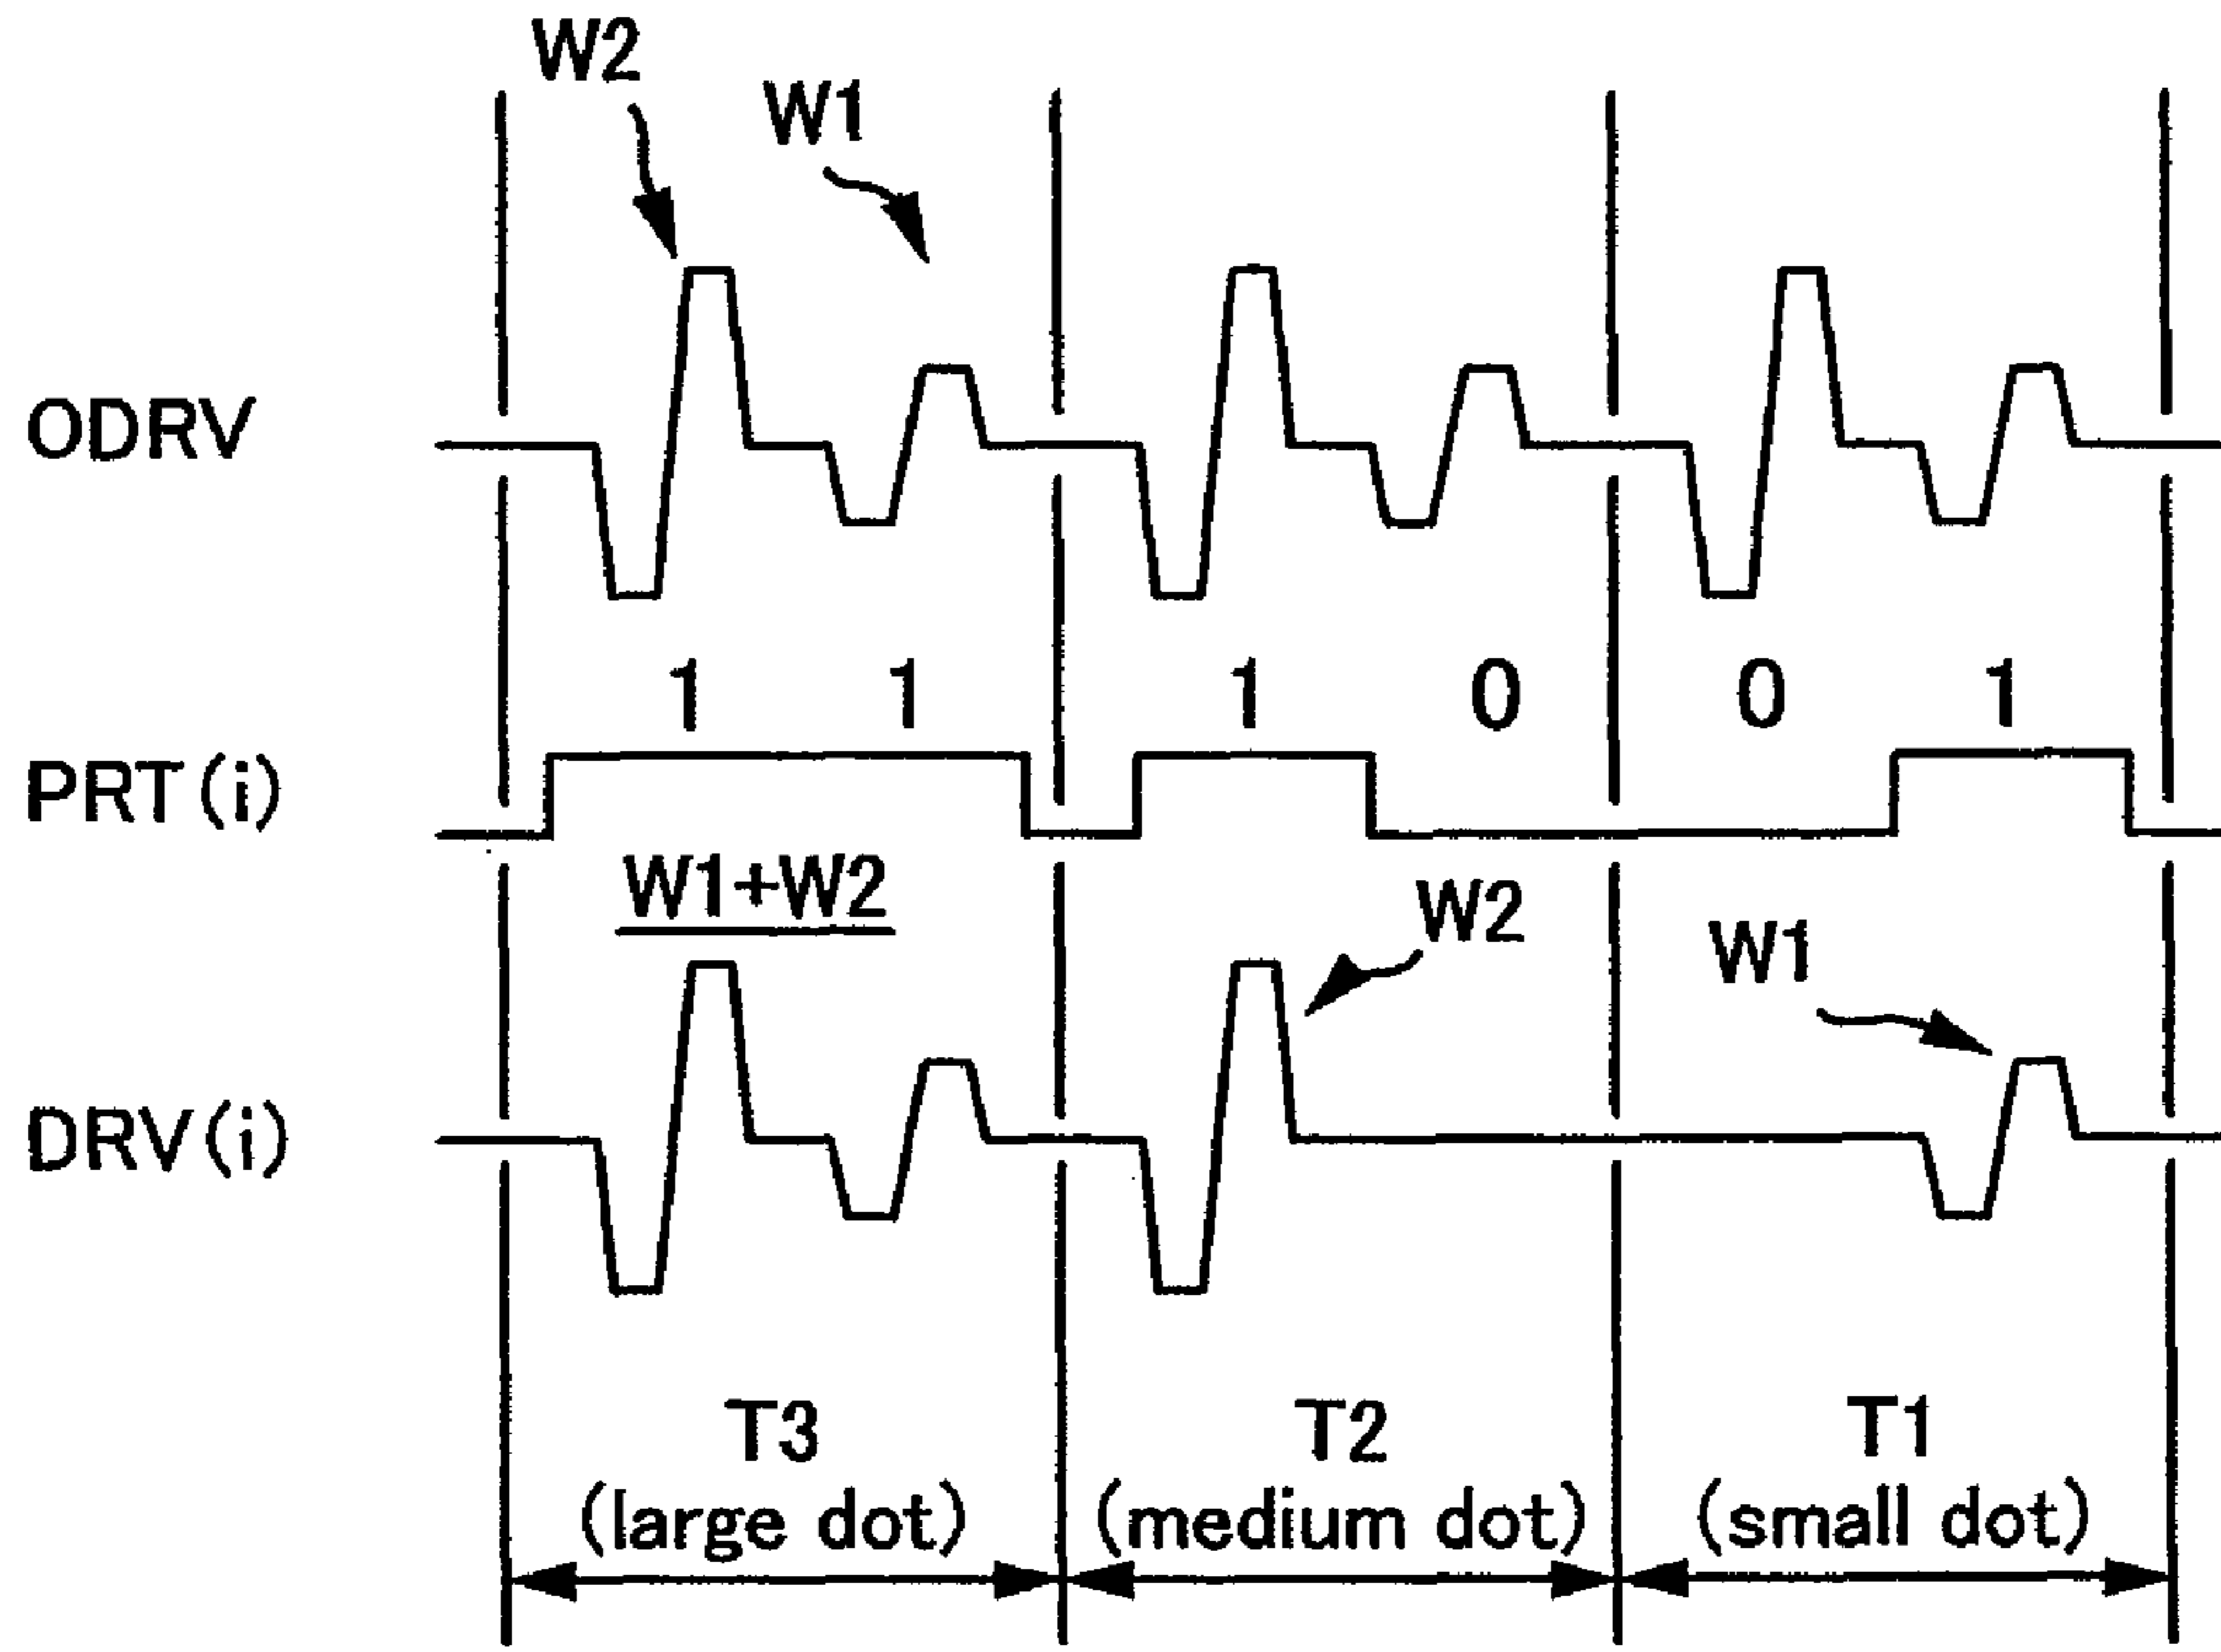 W2
W1
ODRV
1 1 1 0 0 1
PRT(i)
W1+W2
W2
W1
DRV(i)
T3 T2 T1
(large dot) (medium dot) (small dot)